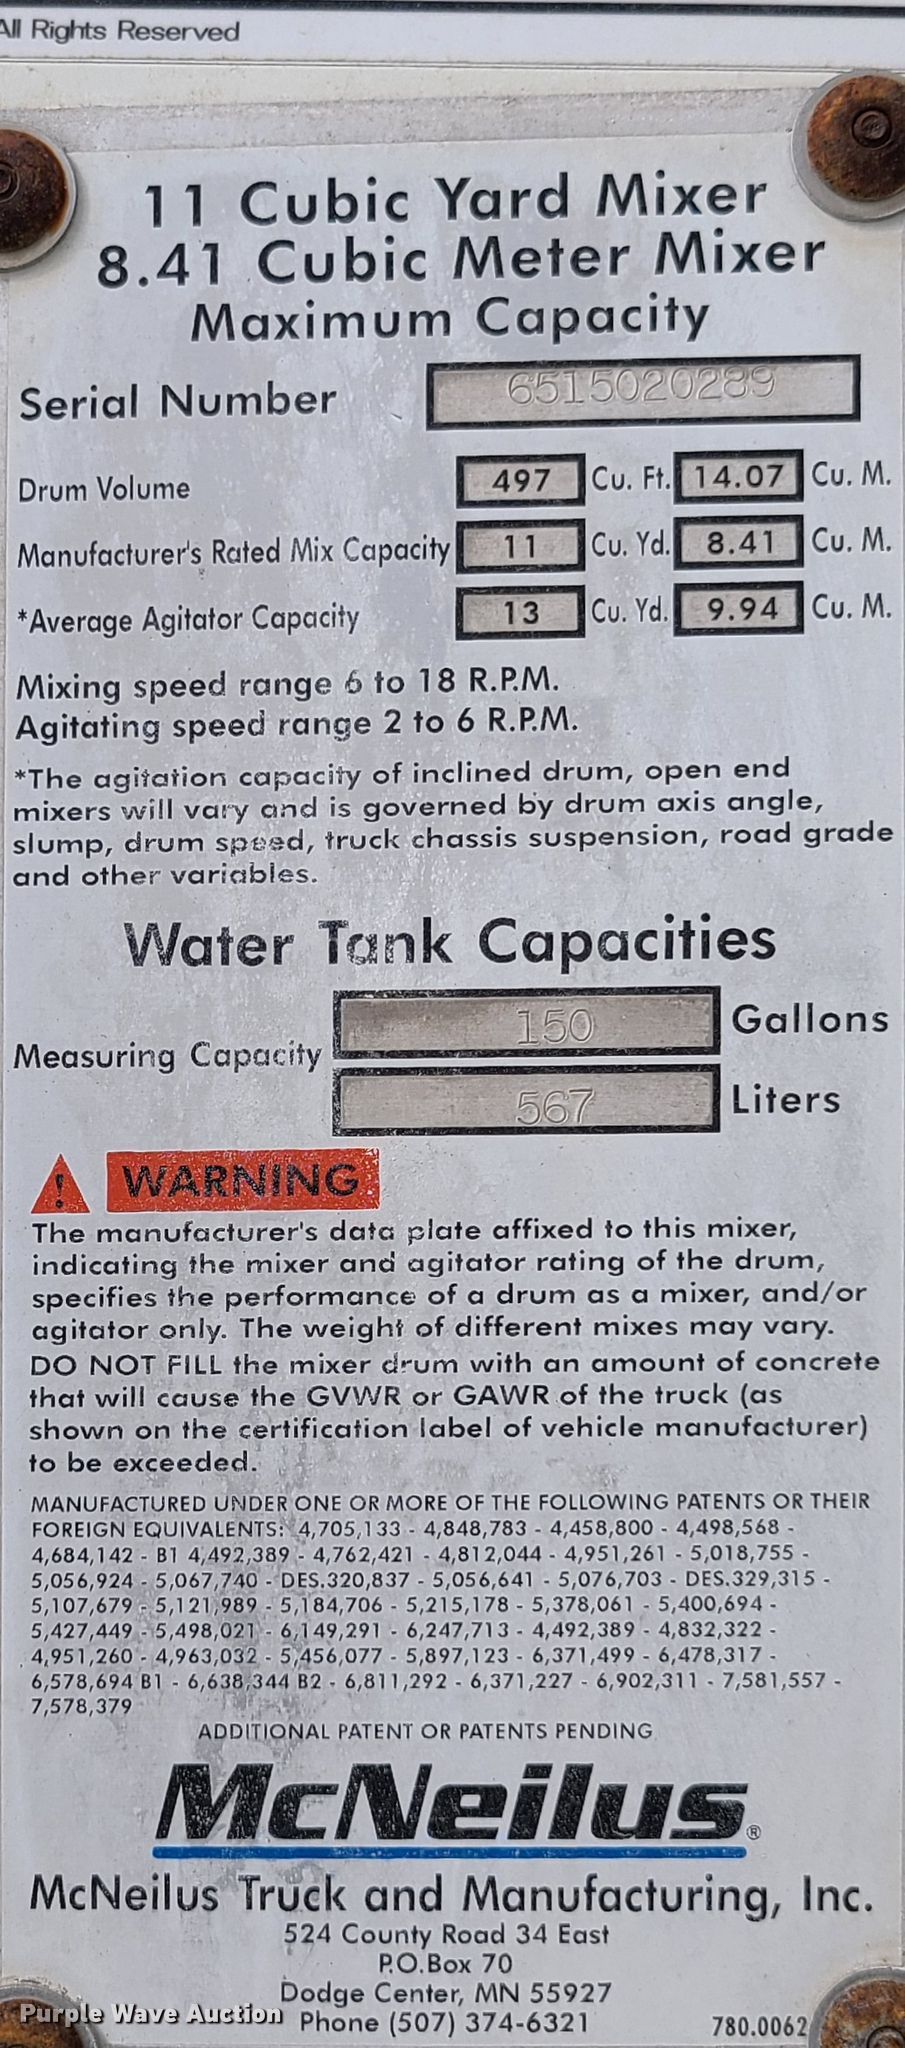 All Rights Reserved
11 Cubic Yard Mixer
8.41 Cubic Meter Mixer
Maximum Capacity
Serial Number 6515020289
Drum Volume 497 Cu. Ft. 14.07 Cu. M.
Manufacturer's Rated Mix Capacity 11 Cu. Yd. 8.41 Cu. M.
*Average Agitator Capacity 13 Cu. Yd. 9.94 Cu. M.
Mixing speed range 6 to 18 R.P.M.
Agitating speed range 2 to 6 R.P.M.
*The agitation capacity of inclined drum, open end
mixers will vary and is governed by drum axis angle,
slump, drum speed, truck chassis suspension, road grade
and other variables.
Water Tank Capacities
Measuring Capacity 150 Gallons
567 Liters
! WARNING
The manufacturer's data plate affixed to this mixer,
indicating the mixer and agitator rating of the drum,
specifies the performance of a drum as a mixer, and/or
agitator only. The weight of different mixes may vary.
DO NOT FILL the mixer drum with an amount of concrete
that will cause the GVWR or GAWR of the truck (as
shown on the certification label of vehicle manufacturer)
to be exceeded.
MANUFACTURED UNDER ONE OR MORE OF THE FOLLOWING PATENTS OR THEIR
FOREIGN EQUIVALENTS: 4,705,133 - 4,848,783 - 4,458,800 - 4,498,568 -
4,684,142 - B1 4,492,389 - 4,762,421 - 4,812,044 - 4,951,261 - 5,018,755 -
5,056,924 - 5,067,740 - DES.320,837 - 5,056,641 - 5,076,703 - DES.329,315 -
5,107,679 - 5,121,989 - 5,184,706 - 5,215,178 - 5,378,061 - 5,400,694 -
5,427,449 - 5,498,021 - 6,149,291 - 6,247,713 - 4,492,389 - 4,832,322 -
4,951,260 - 4,963,032 - 5,456,077 - 5,897,123 - 6,371,499 - 6,478,317 -
6,578,694 B1 - 6,638,344 B2 - 6,811,292 - 6,371,227 - 6,902,311 - 7,581,557 -
7,578,379
ADDITIONAL PATENT OR PATENTS PENDING
McNeilus®
McNeilus Truck and Manufacturing, Inc.
524 County Road 34 East
P.O.Box 70
Dodge Center, MN 55927
Phone (507) 374-6321
780.0062
Purple Wave Auction